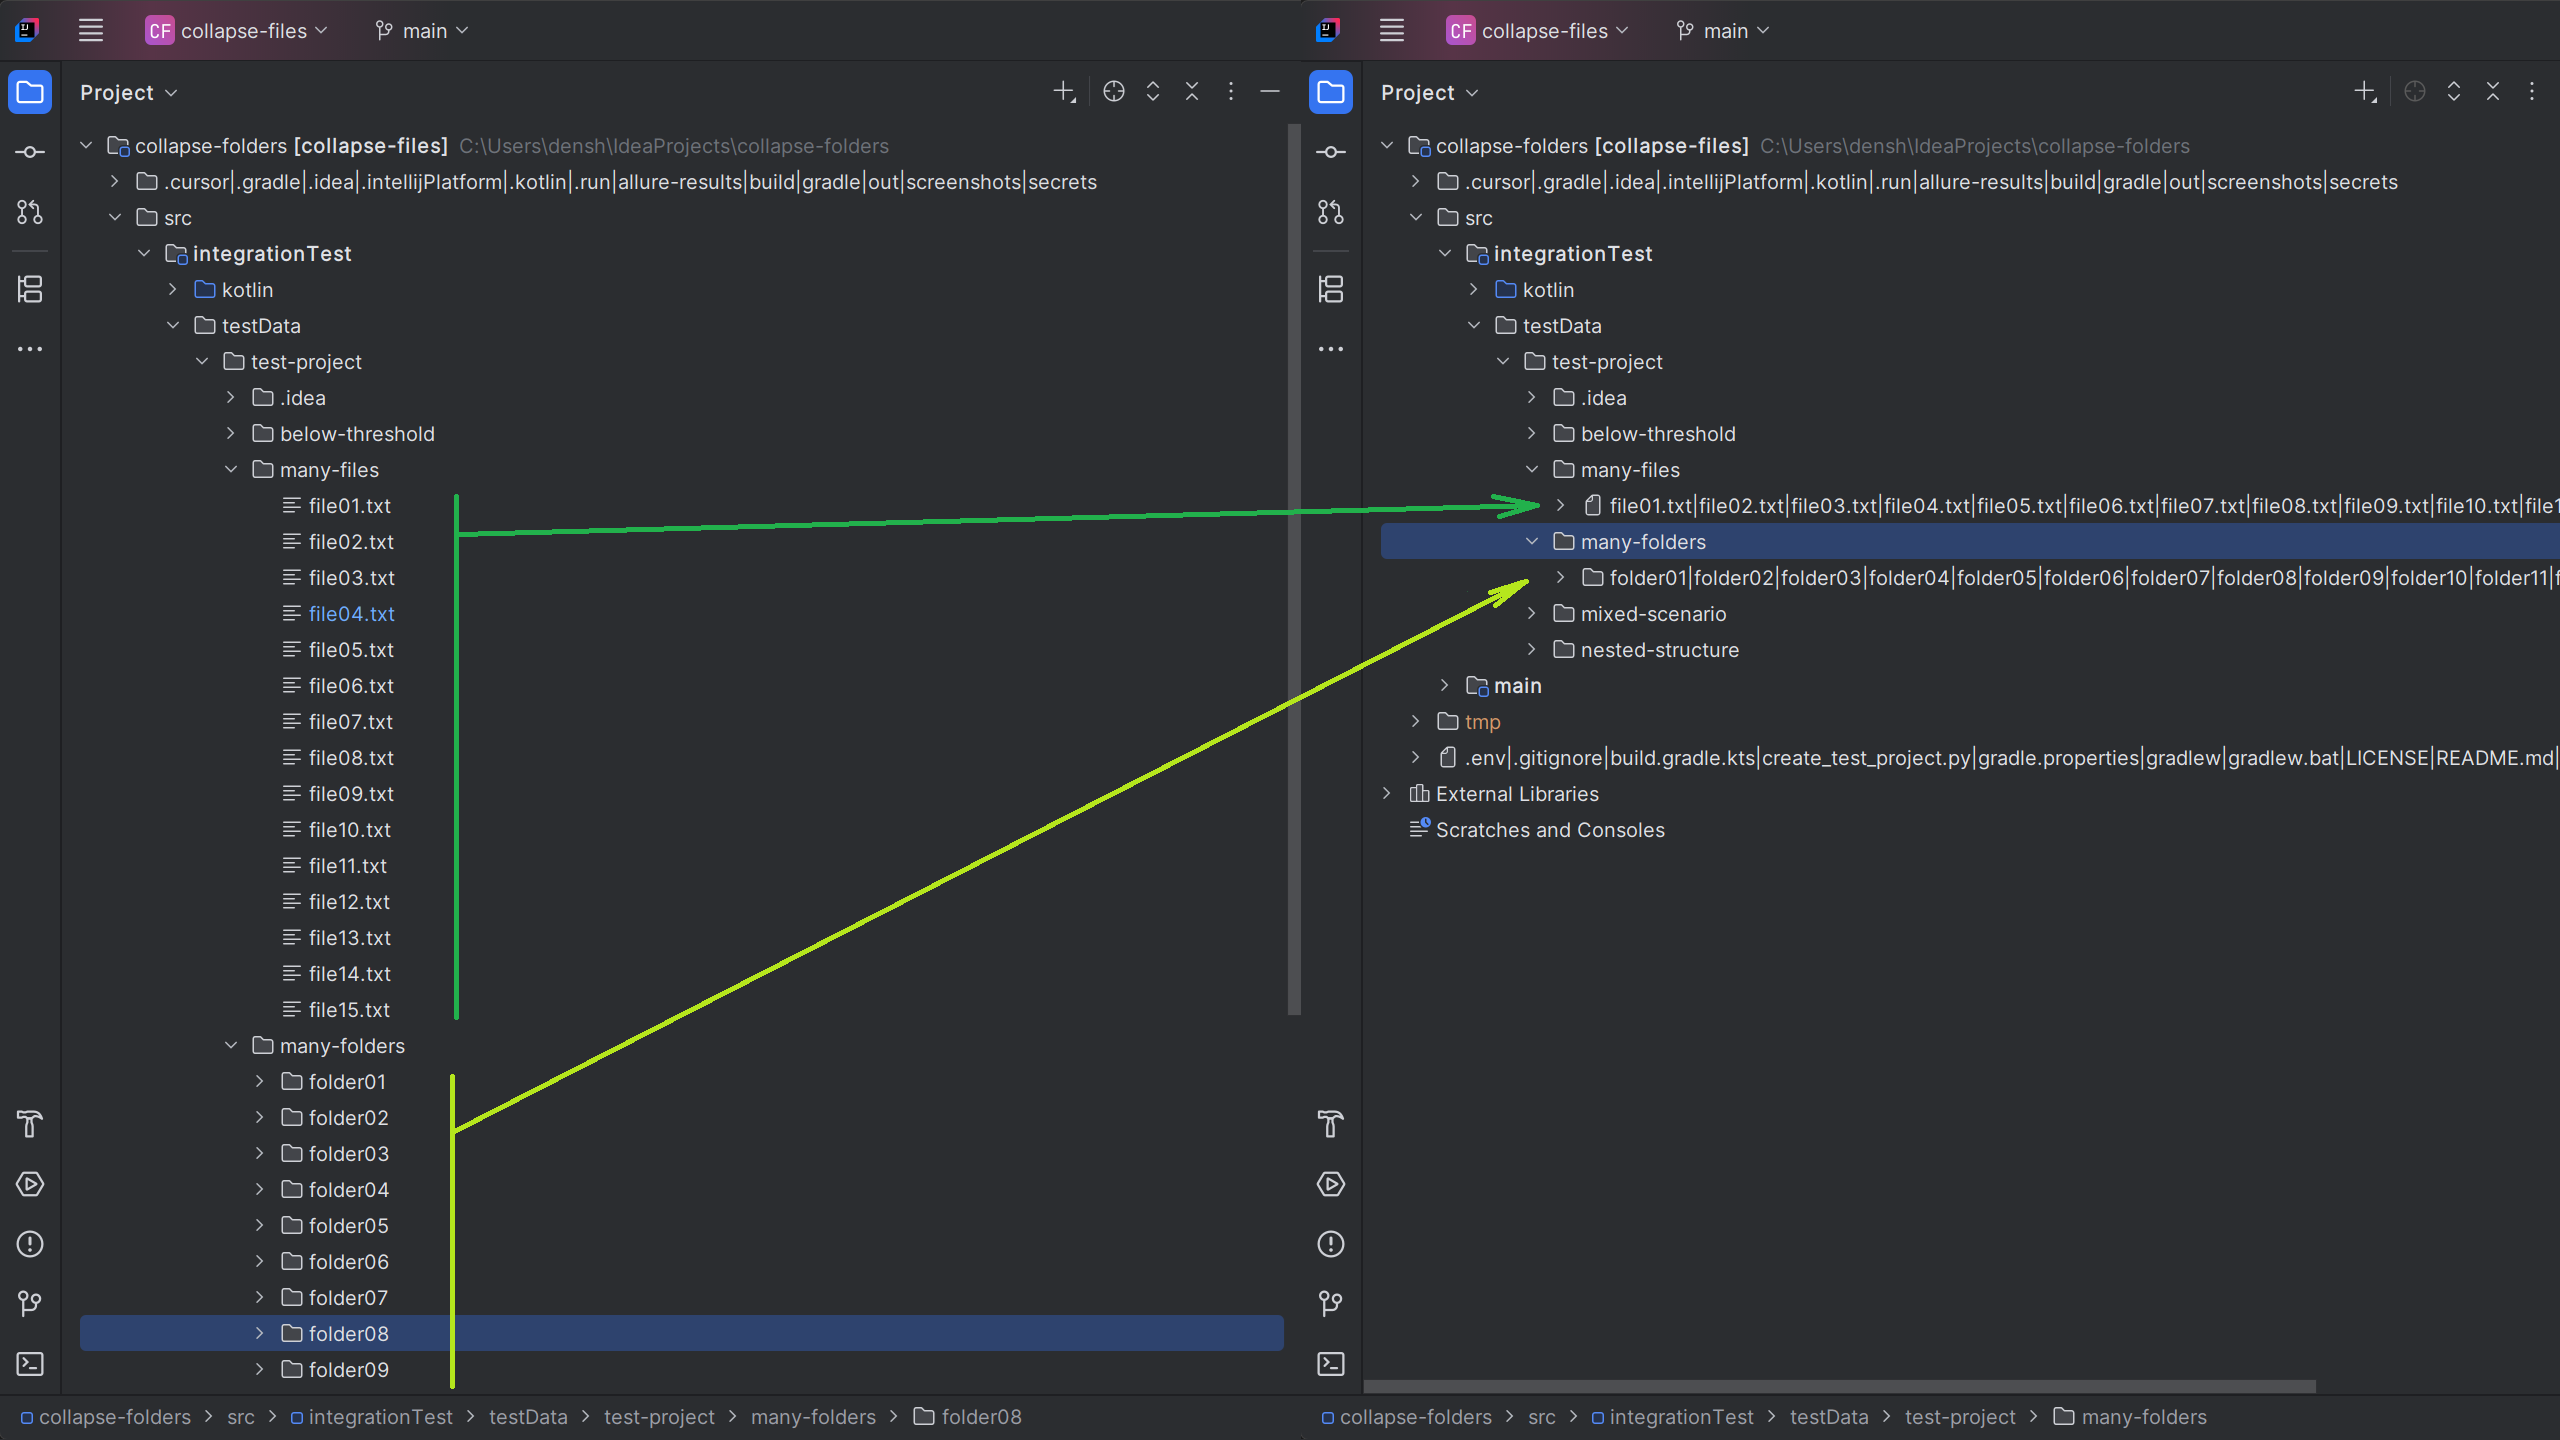 CF collapse-files main
Project
collapse-folders [collapse-files] C:\Users\densh\IdeaProjects\collapse-folders
.cursor|.gradle|.idea|.intellijPlatform|.kotlin|.run|allure-results|build|gradle|out|screenshots|secrets
src
integrationTest
kotlin
testData
test-project
.idea
below-threshold
many-files
file01.txt
file02.txt
file03.txt
file04.txt
file05.txt
file06.txt
file07.txt
file08.txt
file09.txt
file10.txt
file11.txt
file12.txt
file13.txt
file14.txt
file15.txt
many-folders
folder01
folder02
folder03
folder04
folder05
folder06
folder07
folder08
folder09
collapse-folders > src > integrationTest > testData > test-project > many-folders > folder08
CF collapse-files main
Project
collapse-folders [collapse-files] C:\Users\densh\IdeaProjects\collapse-folders
.cursor|.gradle|.idea|.intellijPlatform|.kotlin|.run|allure-results|build|gradle|out|screenshots|secrets
src
integrationTest
kotlin
testData
test-project
.idea
below-threshold
many-files
file01.txt|file02.txt|file03.txt|file04.txt|file05.txt|file06.txt|file07.txt|file08.txt|file09.txt|file10.txt|file1
many-folders
folder01|folder02|folder03|folder04|folder05|folder06|folder07|folder08|folder09|folder10|folder11|f
mixed-scenario
nested-structure
main
tmp
.env|.gitignore|build.gradle.kts|create_test_project.py|gradle.properties|gradlew|gradlew.bat|LICENSE|README.md|
External Libraries
Scratches and Consoles
collapse-folders > src > integrationTest > testData > test-project > many-folders